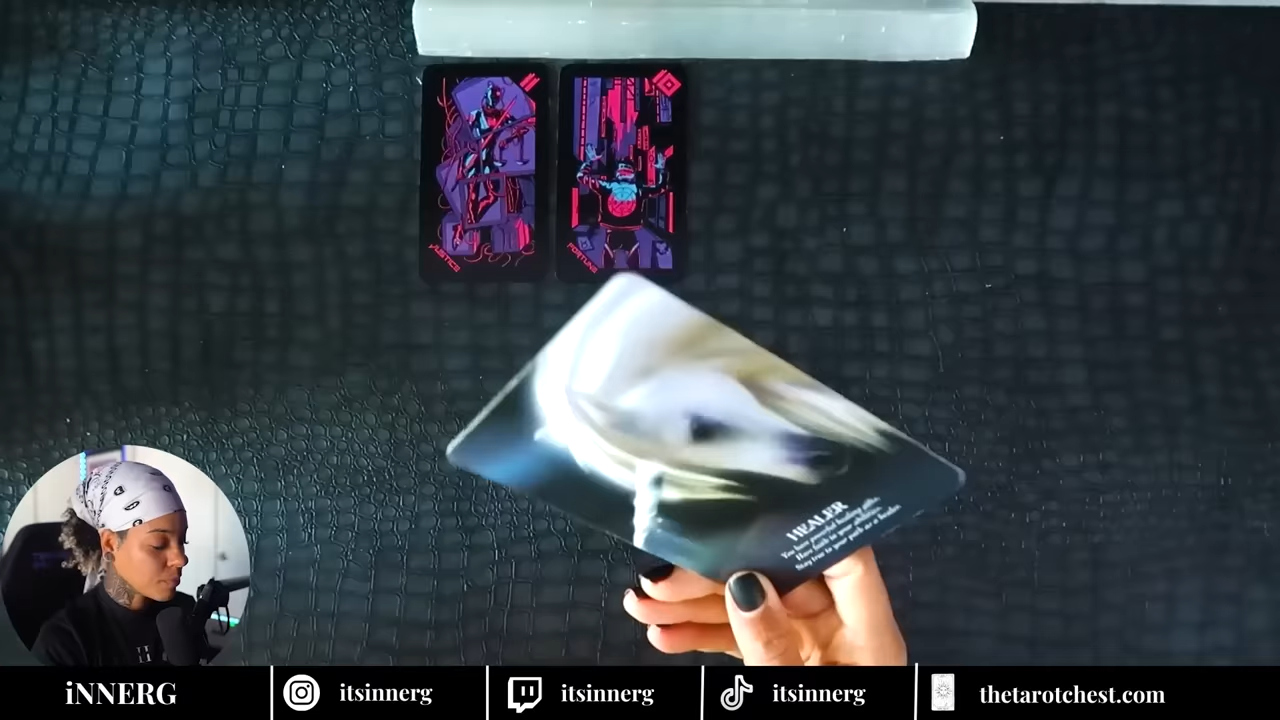 JUSTICE
FORTUNE
HEALER
You have powerful healing gifts.
Have faith in your abilities.
Stay true to your path as a healer.
iNNERG
itsinnerg
itsinnerg
itsinnerg
thetarotchest.com